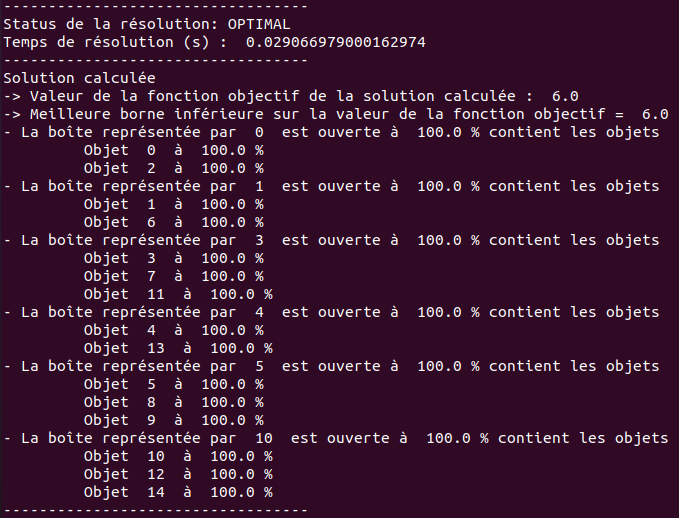 ----------------------------------
Status de la résolution: OPTIMAL
Temps de résolution (s) :  0.029066979000162974
----------------------------------
Solution calculée
-> Valeur de la fonction objectif de la solution calculée :  6.0
-> Meilleure borne inférieure sur la valeur de la fonction objectif =  6.0
- La boîte représentée par  0  est ouverte à  100.0 % contient les objets
         Objet  0  à  100.0 %
         Objet  2  à  100.0 %
- La boîte représentée par  1  est ouverte à  100.0 % contient les objets
         Objet  1  à  100.0 %
         Objet  6  à  100.0 %
- La boîte représentée par  3  est ouverte à  100.0 % contient les objets
         Objet  3  à  100.0 %
         Objet  7  à  100.0 %
         Objet  11  à  100.0 %
- La boîte représentée par  4  est ouverte à  100.0 % contient les objets
         Objet  4  à  100.0 %
         Objet  13  à  100.0 %
- La boîte représentée par  5  est ouverte à  100.0 % contient les objets
         Objet  5  à  100.0 %
         Objet  8  à  100.0 %
         Objet  9  à  100.0 %
- La boîte représentée par  10  est ouverte à  100.0 % contient les objets
         Objet  10  à  100.0 %
         Objet  12  à  100.0 %
         Objet  14  à  100.0 %
----------------------------------